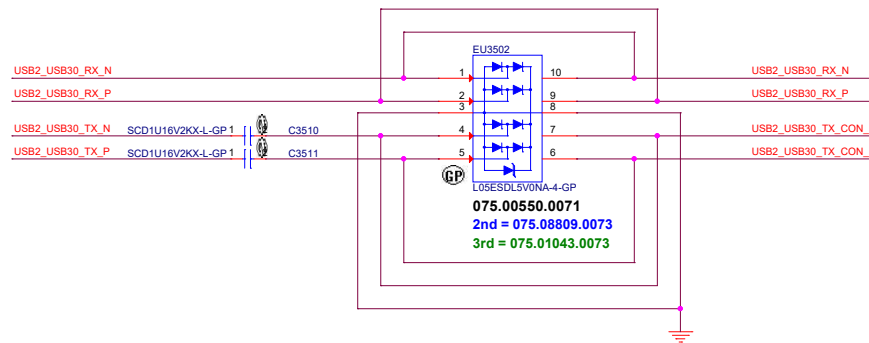 EU3502
USB2_USB30_RX_N 1 10 USB2_USB30_RX_N
USB2_USB30_RX_P 2 9 USB2_USB30_RX_P
3 8
USB2_USB30_TX_N SCD1U16V2KX-L-GP 1 C3510 4 7 USB2_USB30_TX_CON_
USB2_USB30_TX_P SCD1U16V2KX-L-GP 1 C3511 5 6 USB2_USB30_TX_CON_
GP
L05ESDL5V0NA-4-GP
075.00550.0071
2nd = 075.08809.0073
3rd = 075.01043.0073